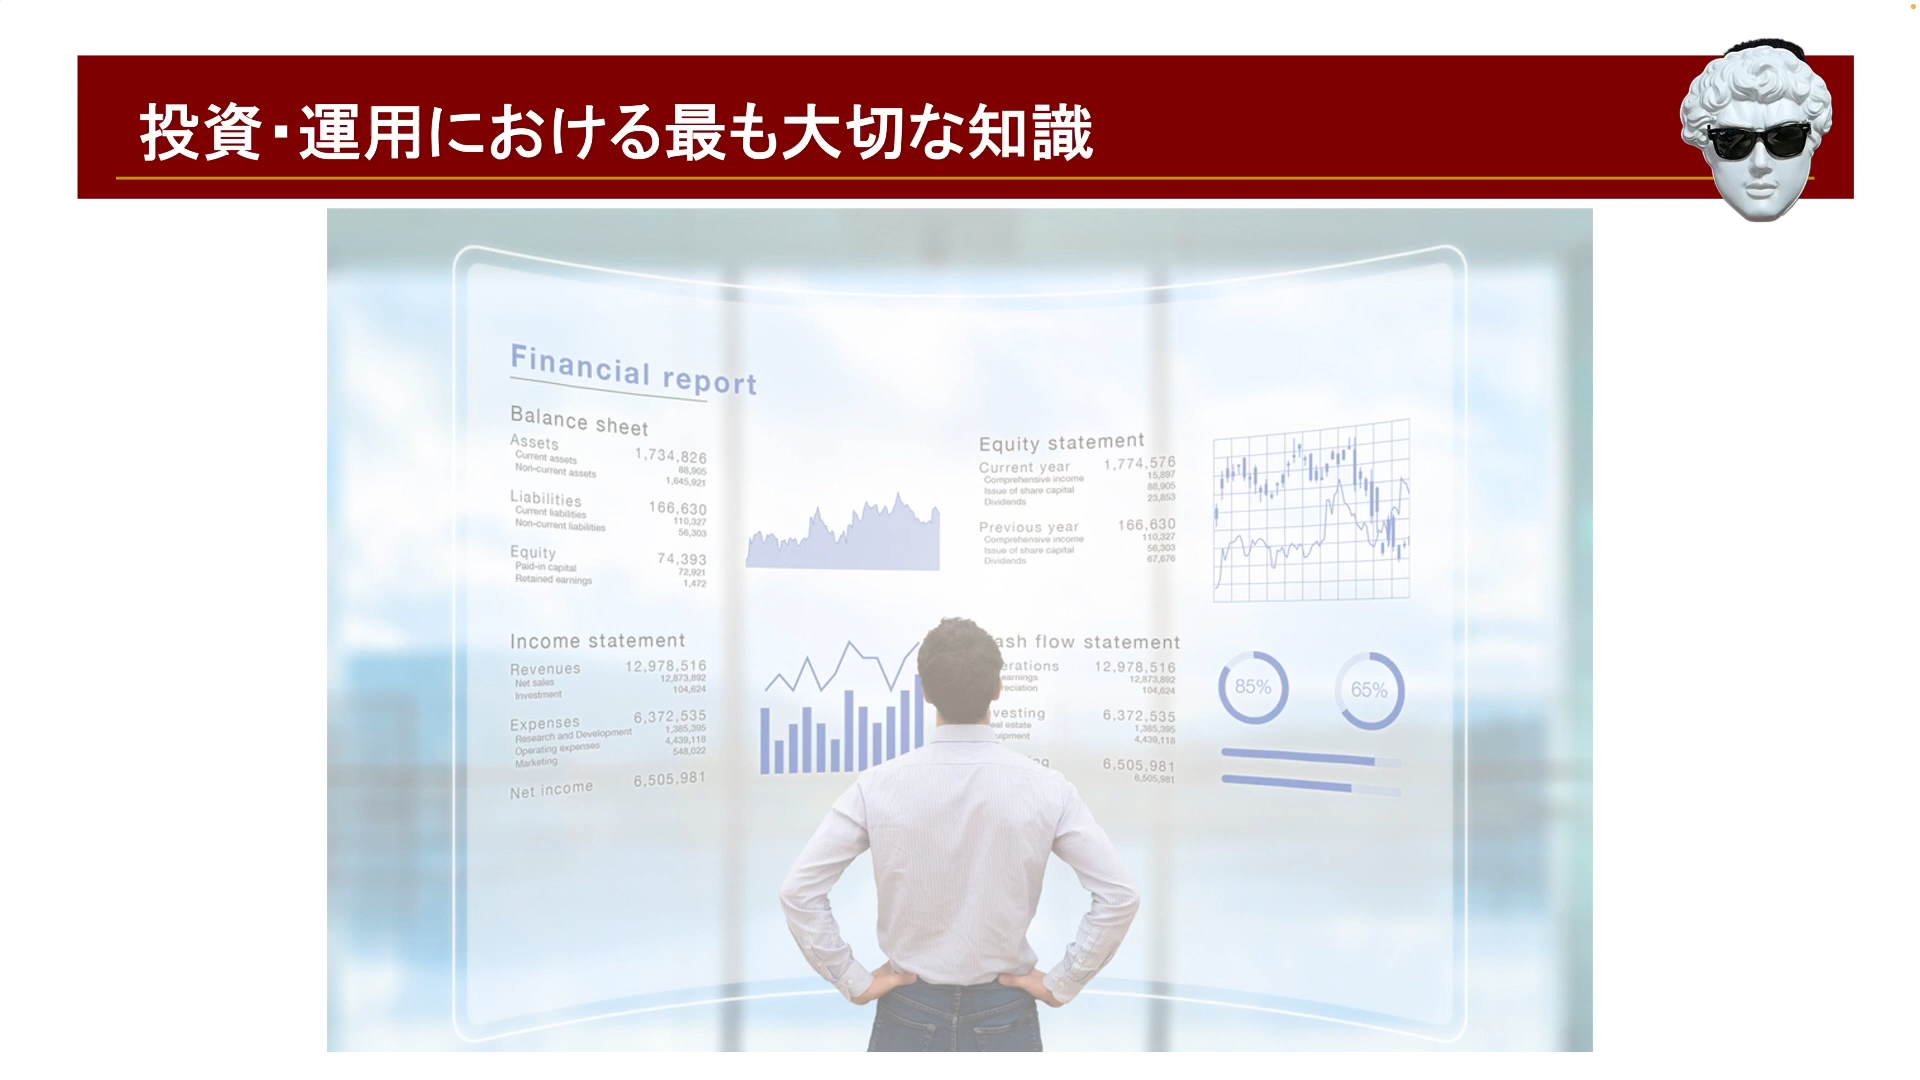 投資・運用における最も大切な知識
Financial report
Balance sheet
Assets 1,734,826
Current assets 88,905
Non-current assets 1,645,921
Liabilities 166,630
Current liabilities 110,327
Non-current liabilities 56,303
Equity 74,393
Paid-in capital 72,921
Retained earnings 1,472
Income statement
Revenues 12,978,516
Net sales 12,873,892
Investment 104,624
Expenses 6,372,535
Research and Development 1,385,395
Operating expenses 4,439,118
Marketing 548,022
Net income 6,505,981
Equity statement
Current year 1,774,576
Comprehensive income 15,897
Issue of share capital 88,905
Dividends 23,853
Previous year 166,630
Comprehensive income 110,327
Issue of share capital 56,303
Dividends 67,676
ash flow statement
erations 12,978,516
earnings 12,873,892
reciation 104,624
vesting 6,372,535
eal estate 1,385,395
uipment 4,439,118
ng 6,505,981
6,505,981
85%
65%